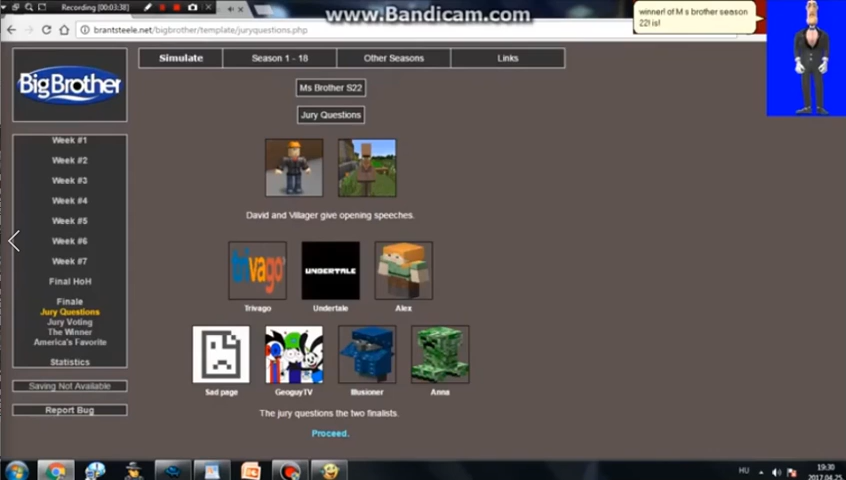 Recording [00:03:38]
www.Bandicam.com
winner! of M s brother season
22! is!
brantsteele.net/bigbrother/template/juryquestions.php
BigBrother
Simulate
Season 1 - 18
Other Seasons
Links
Ms Brother S22
Jury Questions
Week #1
Week #2
Week #3
Week #4
Week #5
Week #6
Week #7
Final HoH
Finale
Jury Questions
Jury Voting
The Winner
America's Favorite
Statistics
Saving Not Available
Report Bug
David and Villager give opening speeches.
trivago
UNDERTALE
Trivago
Undertale
Alex
Sad page
GeoguyTV
Illusioner
Anna
The jury questions the two finalists.
Proceed.
HU
19:30
2017.04.25.